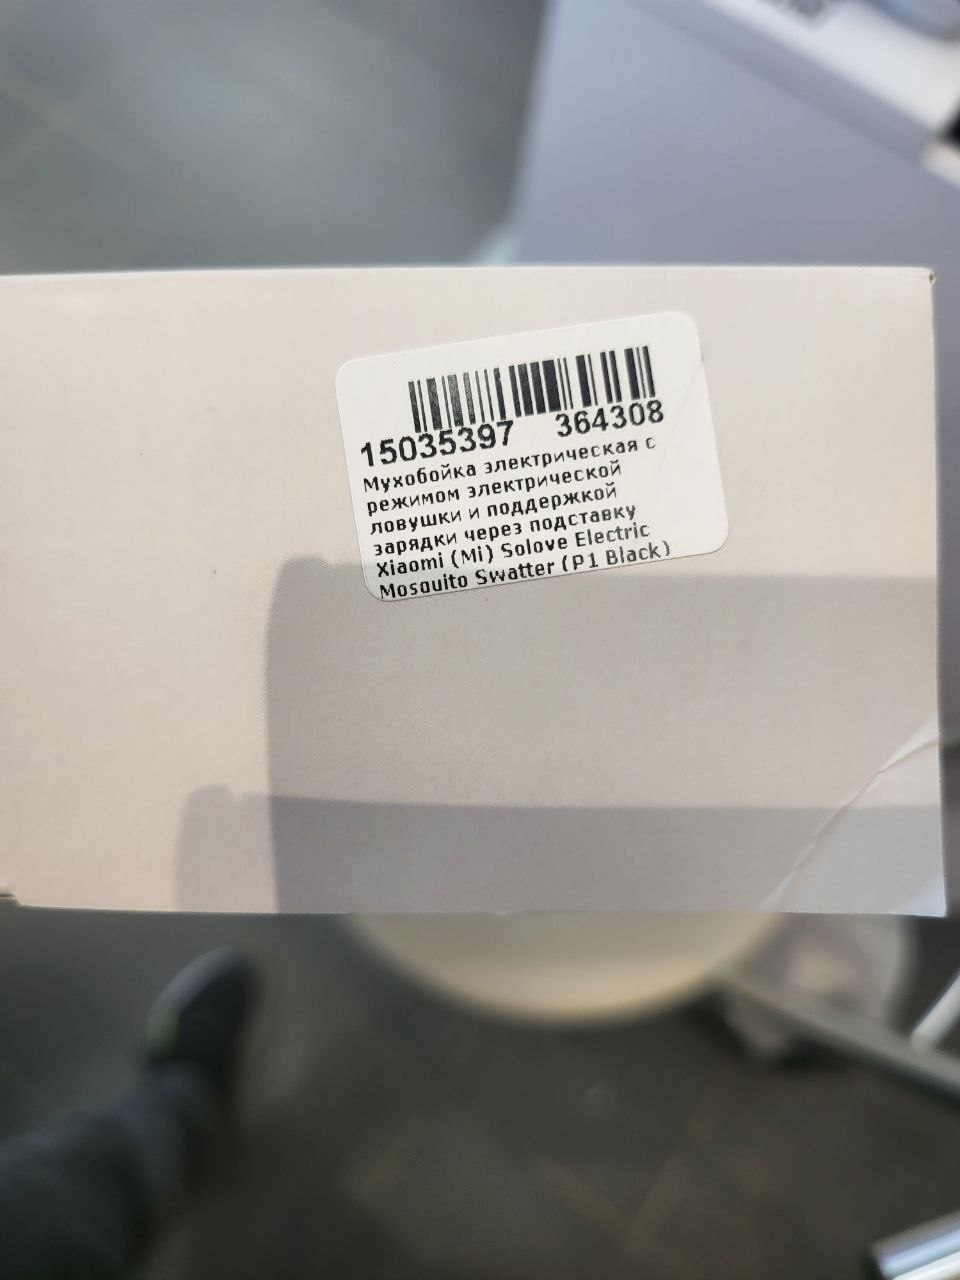 15035397 364308
Мухобойка электрическая с
режимом электрической
ловушки и поддержкой
зарядки через подставку
Xiaomi (Mi) Solove Electric
Mosquito Swatter (P1 Black)